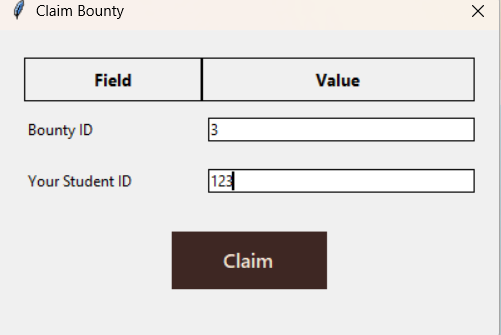 Claim Bounty
Field Value
Bounty ID 3
Your Student ID 123
Claim